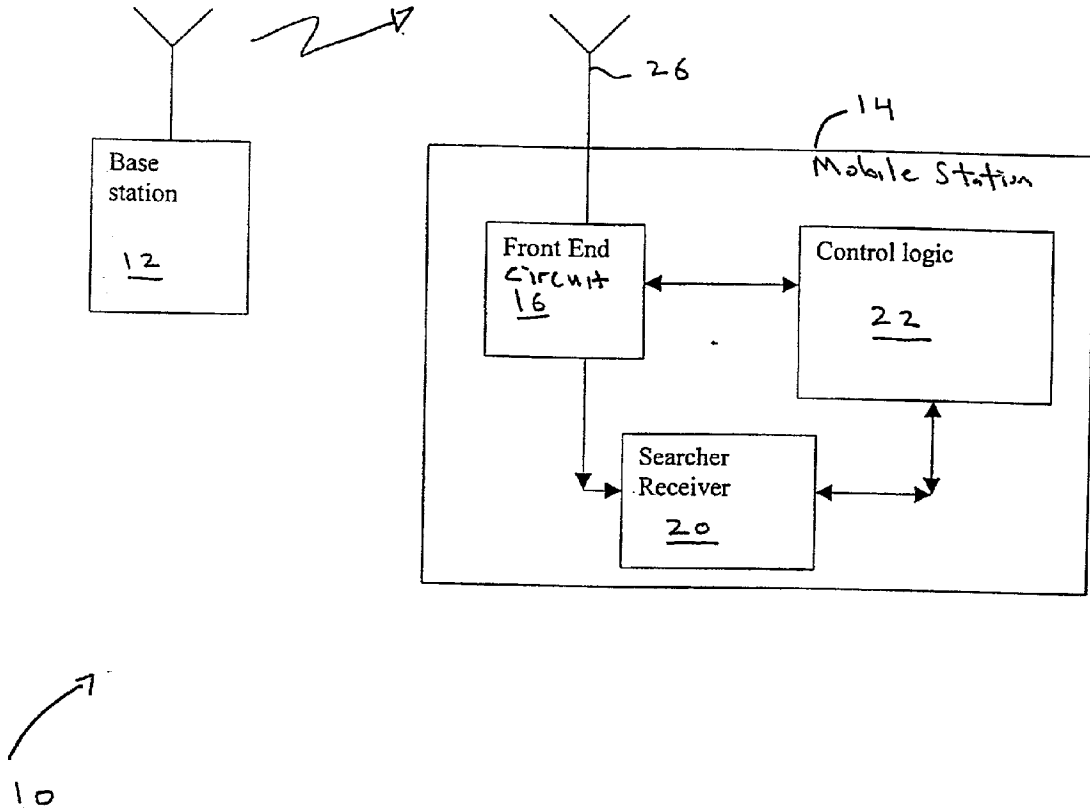 26
14
Mobile Station
Base
station
12
Front End
circuit
16
Control logic
22
Searcher
Receiver
20
10